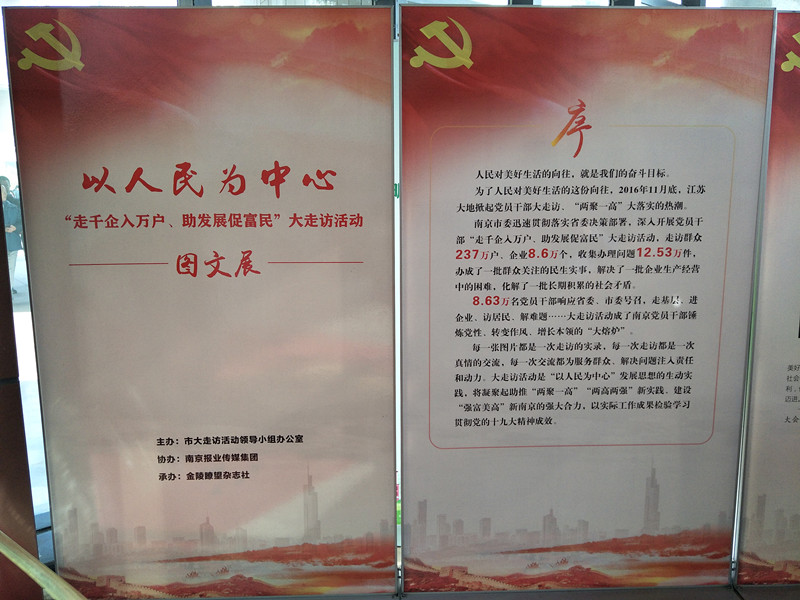 以人民为中心
“走千企入万户、助发展促富民”大走访活动
图文展
主办：市大走访活动领导小组办公室
协办：南京报业传媒集团
承办：金陵瞭望杂志社
序
人民对美好生活的向往，就是我们的奋斗目标。
为了人民对美好生活的这份向往，2016年11月底，江苏
大地掀起党员干部大走访、“两聚一高”大落实的热潮。
南京市委迅速贯彻落实省委决策部署，深入开展党员干
部“走千企入万户、助发展促富民”大走访活动，走访群众
237万户、企业8.6万个，收集办理问题12.53万件，
办成了一批群众关注的民生实事，解决了一批企业生产经营
中的困难，化解了一批长期积累的社会矛盾。
8.63万名党员干部响应省委、市委号召，走基层、进
企业、访居民、解难题……大走访活动成了南京党员干部锤
炼党性、转变作风、增长本领的“大熔炉”。
每一张图片都是一次走访的实录，每一次走访都是一次
真情的交流，每一次交流都为服务群众、解决问题注入责任
和动力。大走访活动是“以人民为中心”发展思想的生动实
践，将凝聚起助推“两聚一高”“两高两强”新实践、建设
“强富美高”新南京的强大合力，以实际工作成果检验学习
贯彻党的十九大精神成效。
美好
社会
利、
迈进
大会